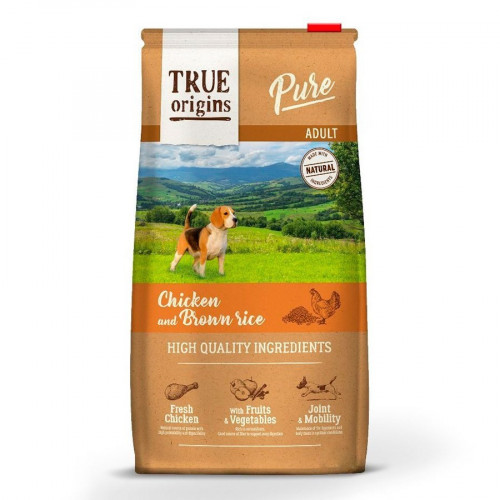 TRUE
origins
Pure
ADULT
MADE WITH
NATURAL
INGREDIENTS
Chicken
and Brown rice
HIGH QUALITY INGREDIENTS
Fresh
Chicken
With Fruits
& Vegetables
Joint
& Mobility